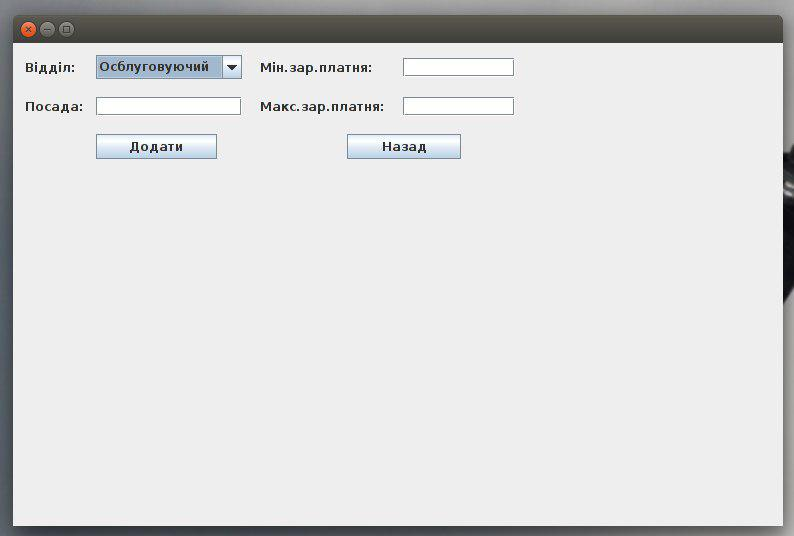 Відділ: Осблуговуючий Мін.зар.платня:
Посада: Макс.зар.платня:
Додати Назад